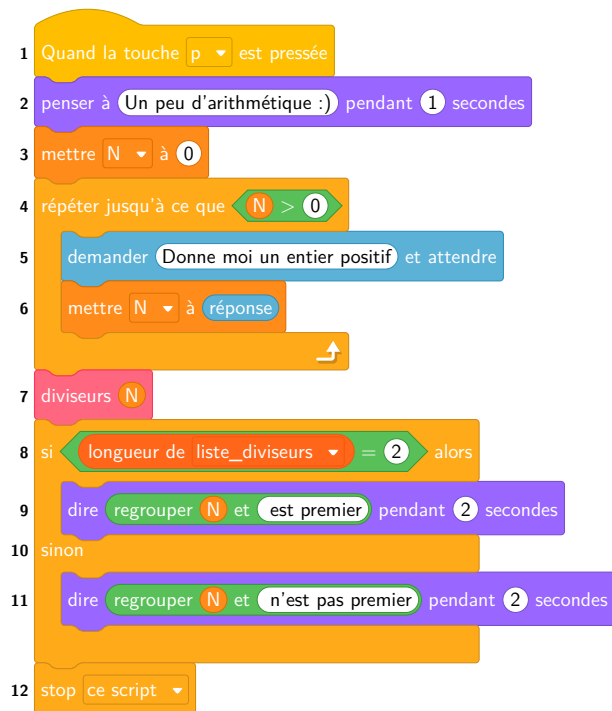 1 Quand la touche p est pressée
2 penser à Un peu d'arithmétique :) pendant 1 secondes
3 mettre N à 0
4 répéter jusqu'à ce que N > 0
5 demander Donne moi un entier positif et attendre
6 mettre N à réponse
7 diviseurs N
8 si longueur de liste_diviseurs = 2 alors
9 dire regrouper N et est premier pendant 2 secondes
10 sinon
11 dire regrouper N et n'est pas premier pendant 2 secondes
12 stop ce script